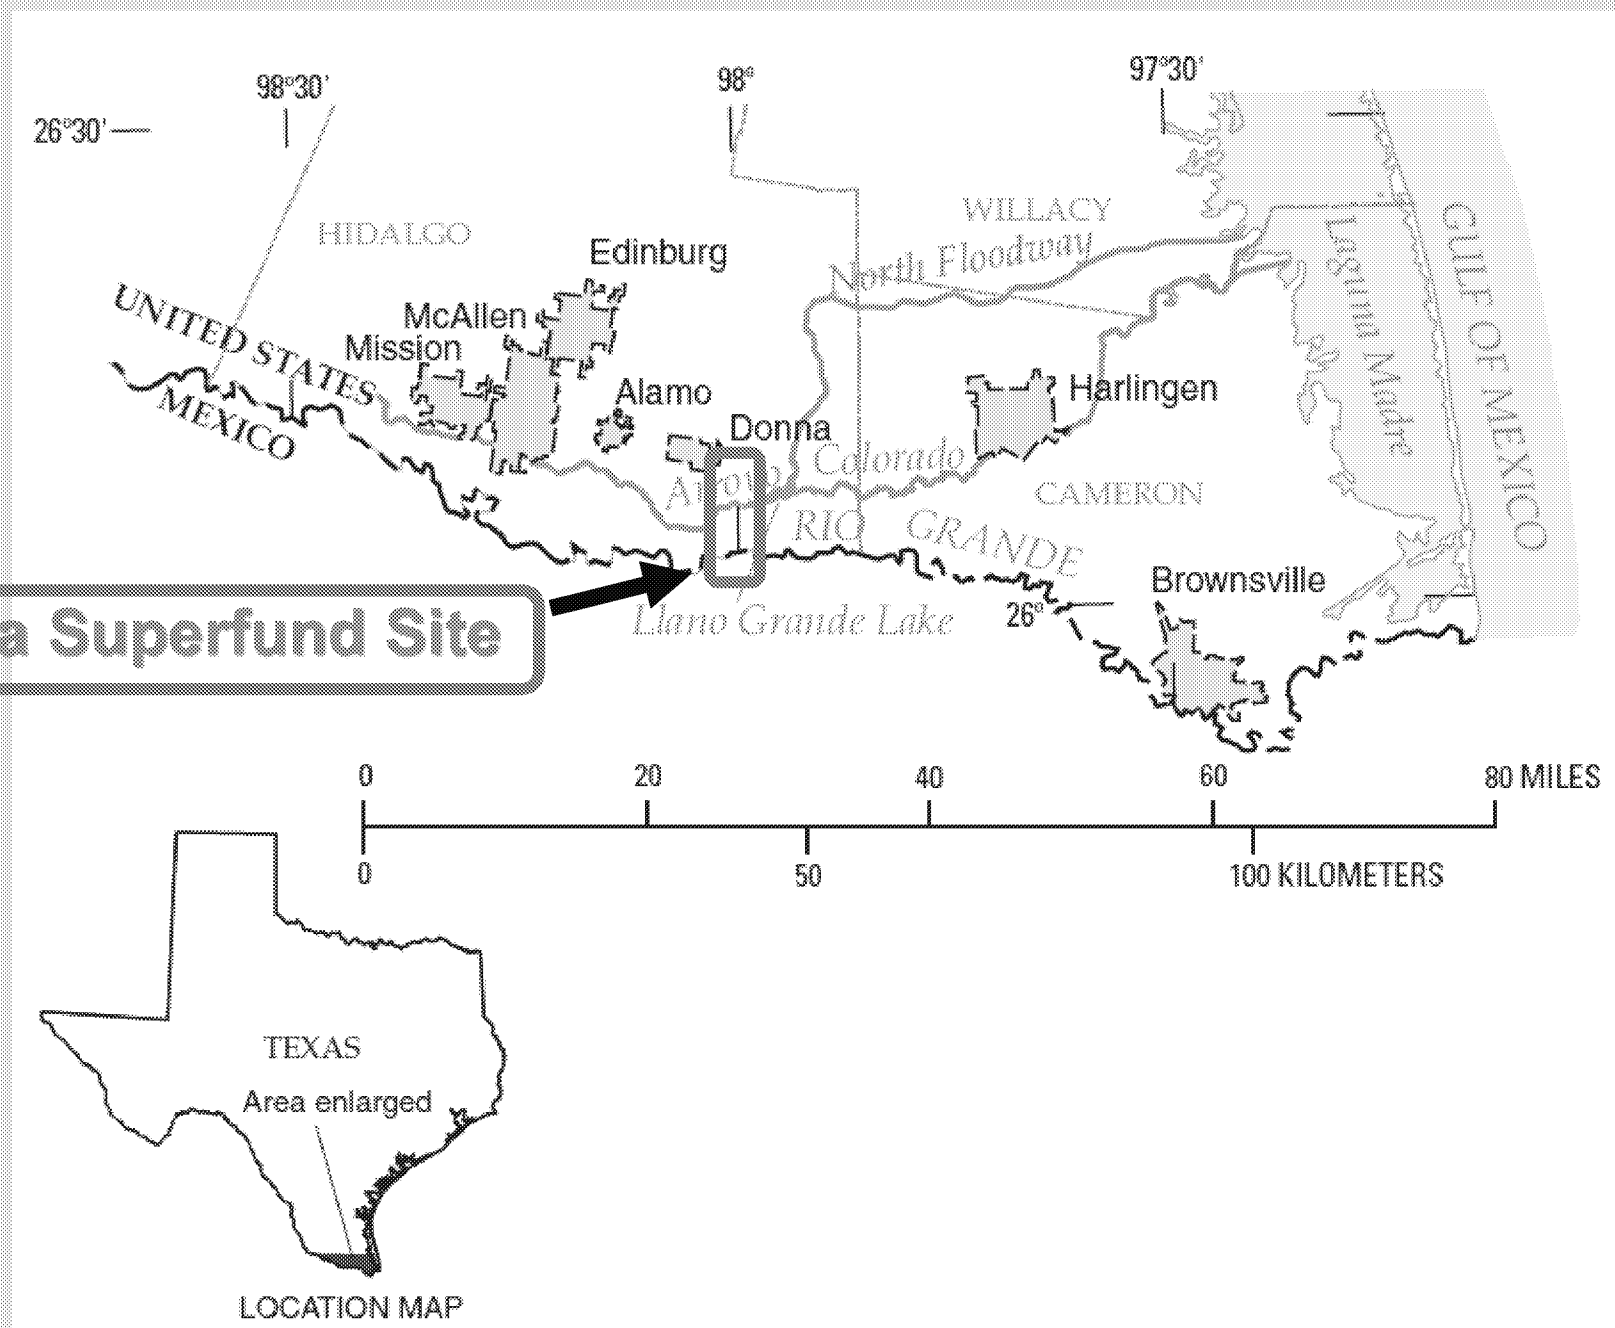 98°30'
98°
97°30'
26°30'
HIDALGO
WILLACY
North Floodway
Edinburg
McAllen
Mission
UNITED STATES
MEXICO
Alamo
Donna
Harlingen
Laguna Madre
GULF OF MEXICO
Arroyo Colorado
CAMERON
RIO GRANDE
Brownsville
26°
Llano Grande Lake
a Superfund Site
0 20 40 60 80 MILES
0 50 100 KILOMETERS
TEXAS
Area enlarged
LOCATION MAP